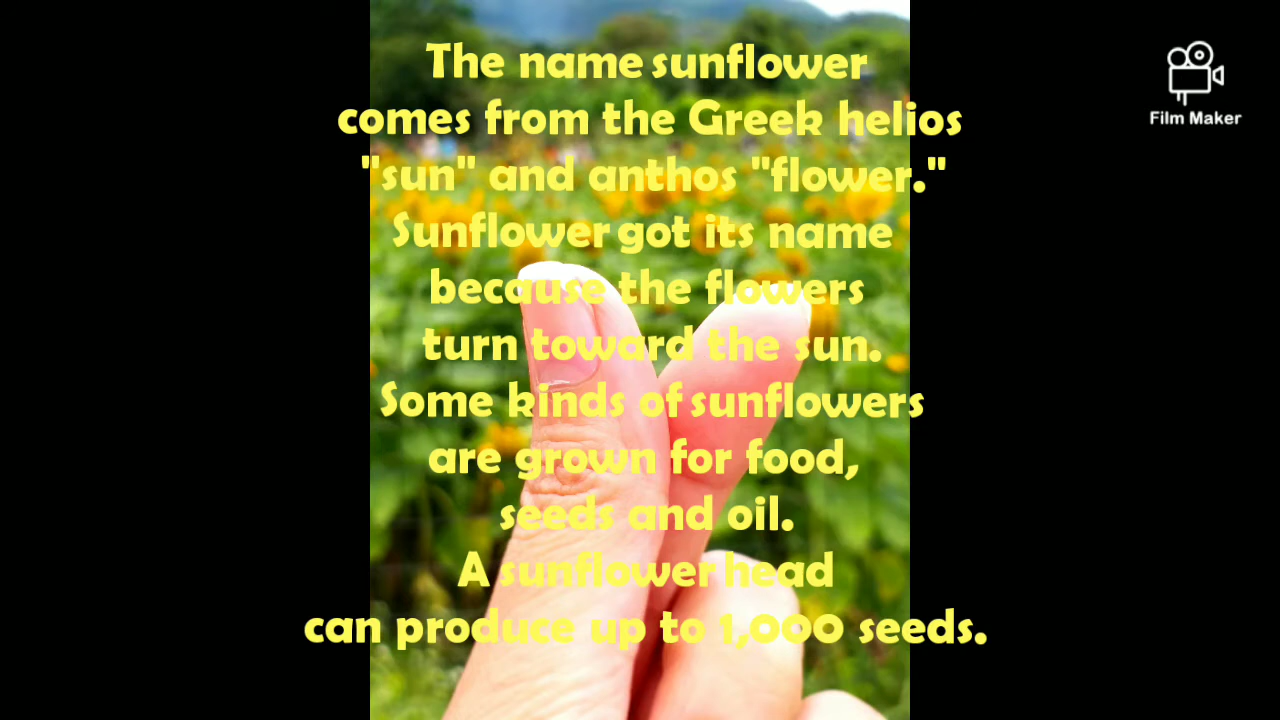 The name sunflower
comes from the Greek helios
"sun" and anthos "flower."
Sunflower got its name
because the flowers
turn toward the sun.
Some kinds of sunflowers
are grown for food,
seeds and oil.
A sunflower head
can produce up to 1,000 seeds.
Film Maker